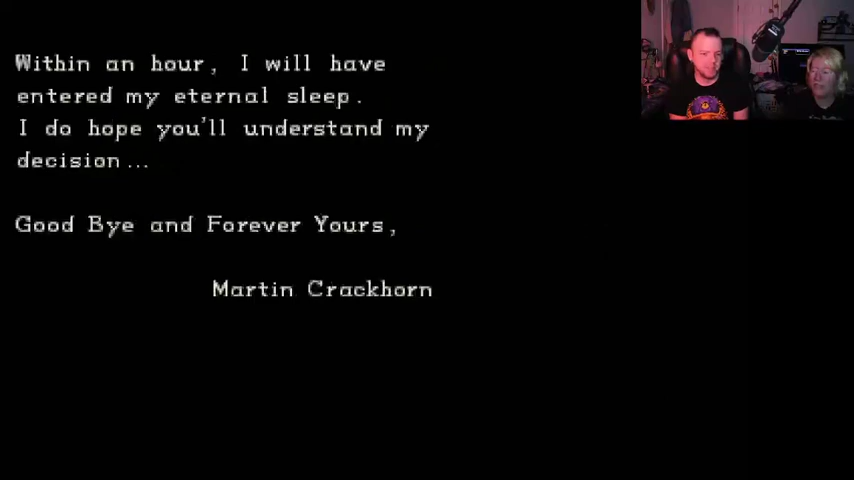 Within an hour, I will have
entered my eternal sleep.
I do hope you'll understand my
decision...
Good Bye and Forever Yours,
Martin Crackhorn